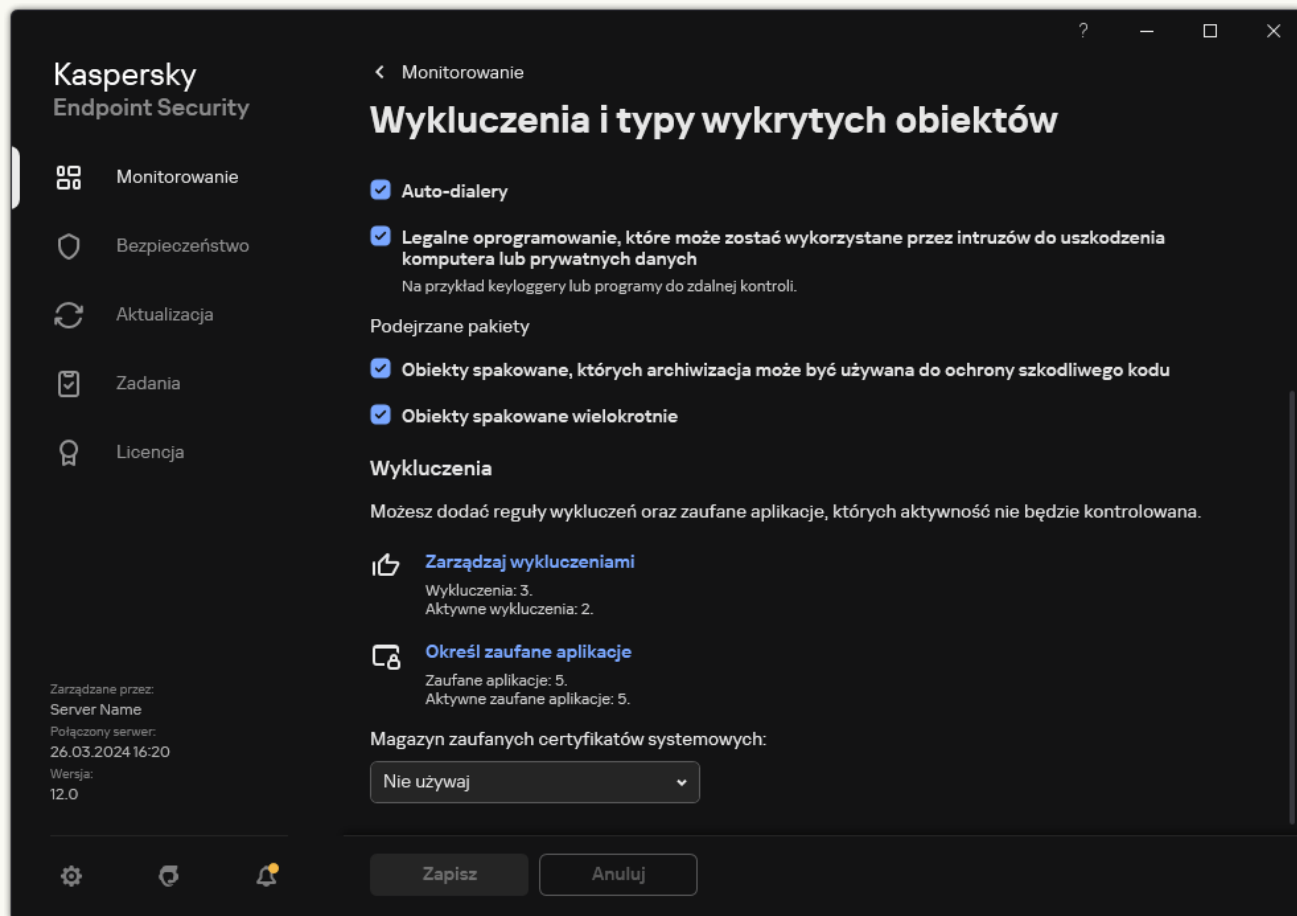 ?
Kaspersky
Endpoint Security
Monitorowanie
Bezpieczeństwo
Aktualizacja
Zadania
Licencja
Zarządzane przez:
Server Name
Połączony serwer:
26.03.2024 16:20
Wersja:
12.0
Monitorowanie
Wykluczenia i typy wykrytych obiektów
Auto-dialery
Legalne oprogramowanie, które może zostać wykorzystane przez intruzów do uszkodzenia
komputera lub prywatnych danych
Na przykład keyloggery lub programy do zdalnej kontroli.
Podejrzane pakiety
Obiekty spakowane, których archiwizacja może być używana do ochrony szkodliwego kodu
Obiekty spakowane wielokrotnie
Wykluczenia
Możesz dodać reguły wykluczeń oraz zaufane aplikacje, których aktywność nie będzie kontrolowana.
Zarządzaj wykluczeniami
Wykluczenia: 3.
Aktywne wykluczenia: 2.
Określ zaufane aplikacje
Zaufane aplikacje: 5.
Aktywne zaufane aplikacje: 5.
Magazyn zaufanych certyfikatów systemowych:
Nie używaj
Zapisz
Anuluj